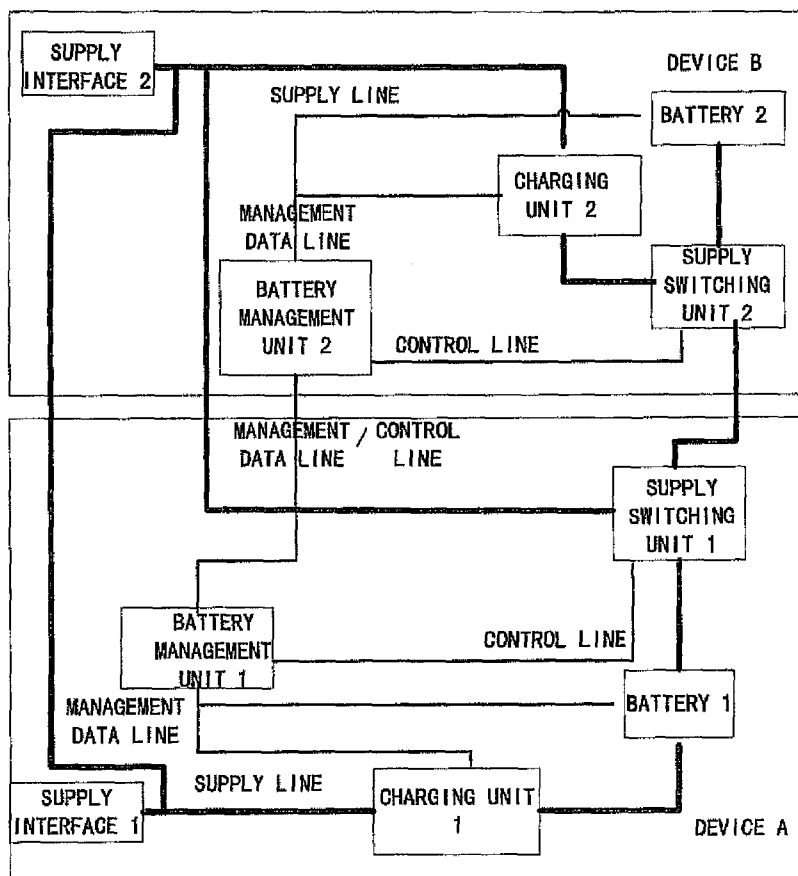 SUPPLY
INTERFACE 2
DEVICE B
SUPPLY LINE
BATTERY 2
CHARGING
UNIT 2
MANAGEMENT
DATA LINE
SUPPLY
SWITCHING
UNIT 2
BATTERY
MANAGEMENT
UNIT 2
CONTROL LINE
MANAGEMENT / CONTROL
DATA LINE LINE
SUPPLY
SWITCHING
UNIT 1
BATTERY
MANAGEMENT
UNIT 1
CONTROL LINE
MANAGEMENT
DATA LINE
BATTERY 1
SUPPLY LINE
SUPPLY
INTERFACE 1
CHARGING UNIT
1
DEVICE A